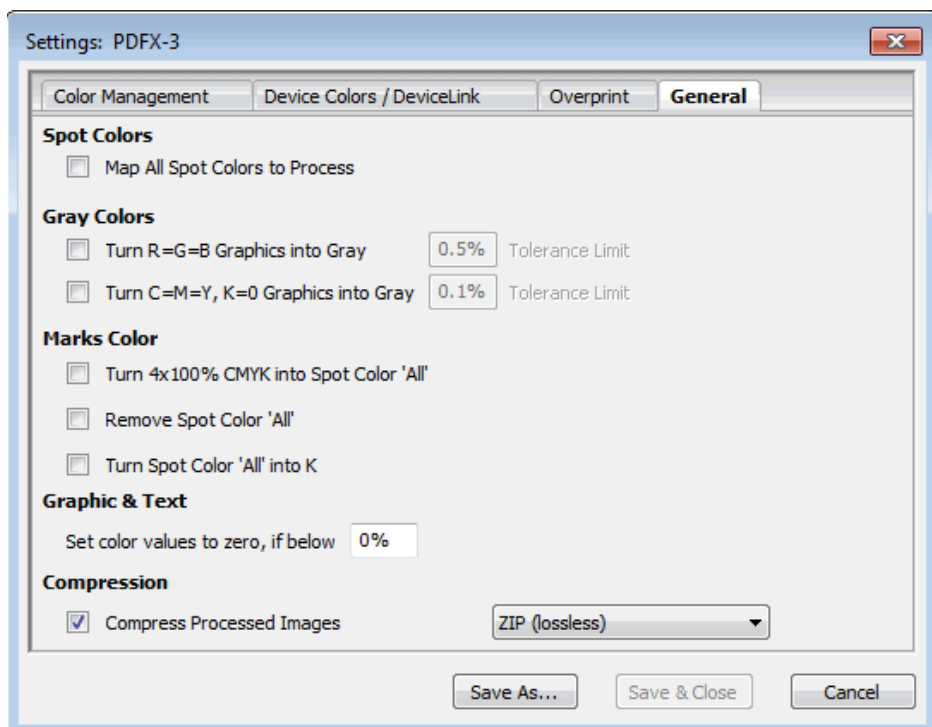 Settings: PDFX-3
Color Management Device Colors / DeviceLink Overprint General
Spot Colors
Map All Spot Colors to Process
Gray Colors
Turn R=G=B Graphics into Gray 0.5% Tolerance Limit
Turn C=M=Y, K=0 Graphics into Gray 0.1% Tolerance Limit
Marks Color
Turn 4x100% CMYK into Spot Color 'All'
Remove Spot Color 'All'
Turn Spot Color 'All' into K
Graphic & Text
Set color values to zero, if below 0%
Compression
Compress Processed Images ZIP (lossless)
Save As... Save & Close Cancel